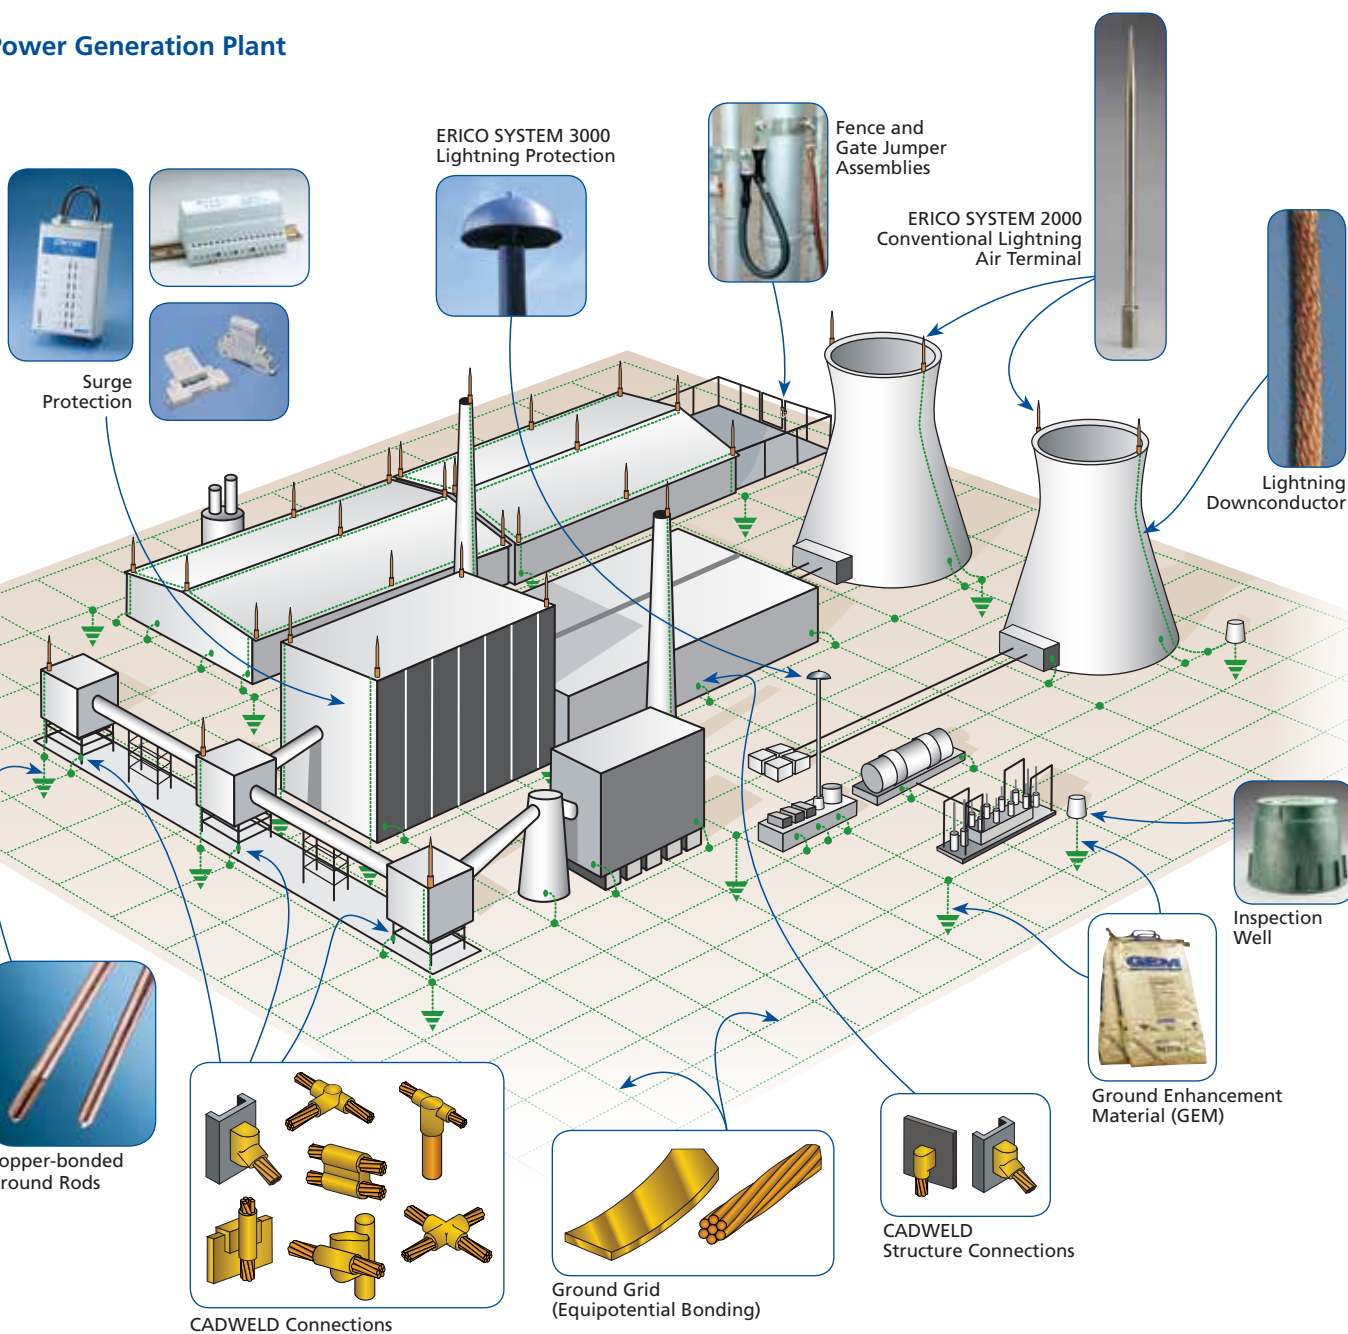 Power Generation Plant
ERICO SYSTEM 3000
Lightning Protection
Fence and
Gate Jumper
Assemblies
ERICO SYSTEM 2000
Conventional Lightning
Air Terminal
Surge
Protection
Lightning
Downconductor
Inspection
Well
GEM
Ground Enhancement
Material (GEM)
opper-bonded
round Rods
CADWELD
Structure Connections
Ground Grid
(Equipotential Bonding)
CADWELD Connections